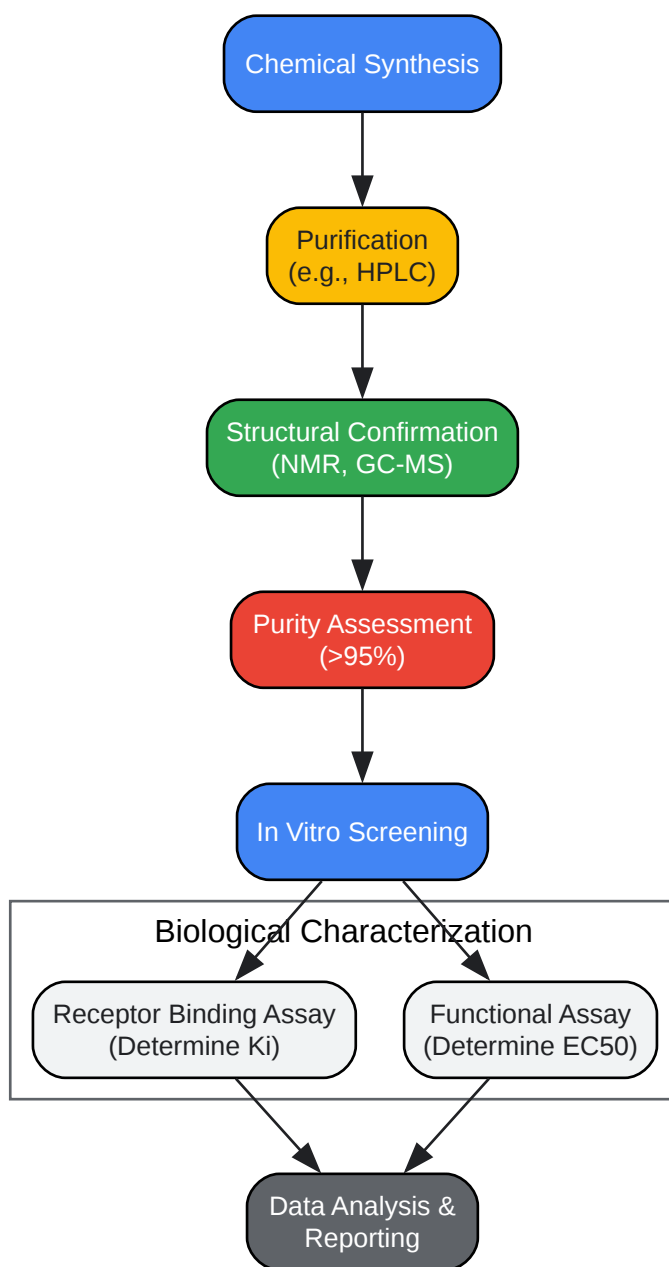 Chemical Synthesis
Purification
(e.g., HPLC)
Structural Confirmation
(NMR, GC-MS)
Purity Assessment
(>95%)
In Vitro Screening
Biological Characterization
Receptor Binding Assay
(Determine Ki)
Functional Assay
(Determine EC50)
Data Analysis &
Reporting